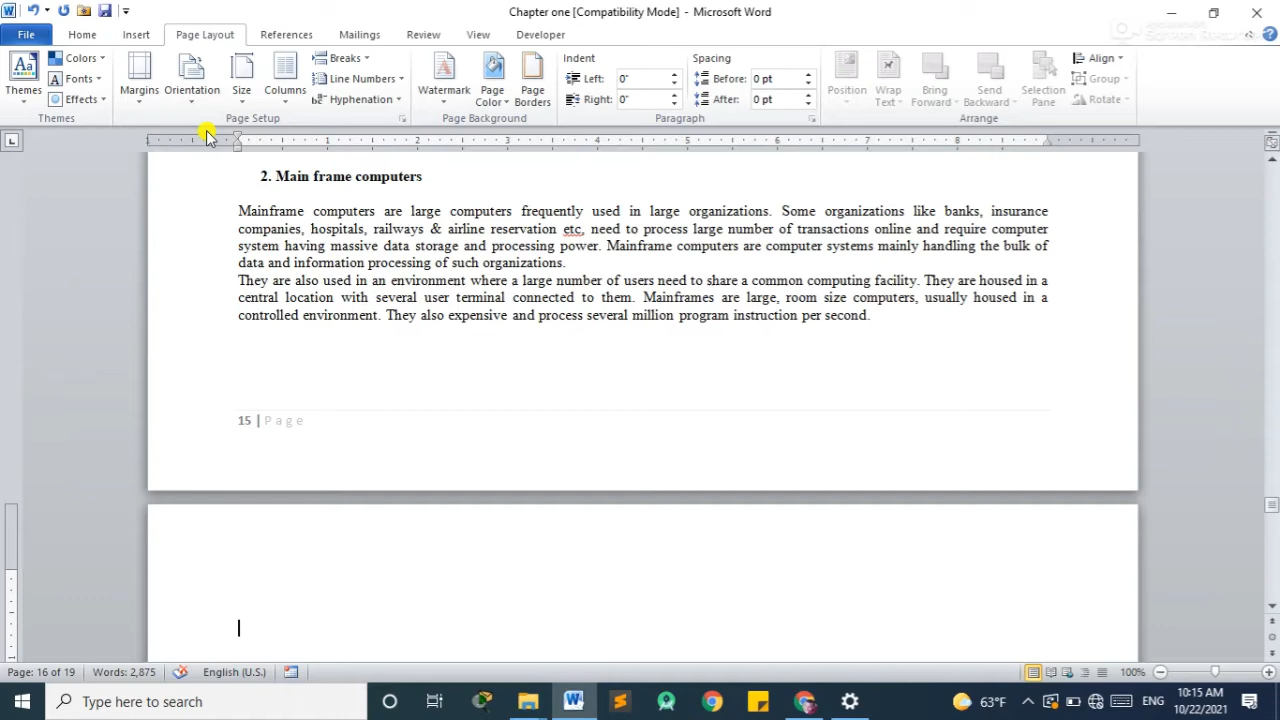 Chapter one [Compatibility Mode] - Microsoft Word
File Home Insert Page Layout References Mailings Review View Developer
Themes
Colors
Fonts
Effects
Themes
Margins Orientation Size Columns
Breaks
Line Numbers
Hyphenation
Page Setup
Watermark Page Color Page Borders
Page Background
Indent
Left: 0"
Right: 0"
Spacing
Before: 0 pt
After: 0 pt
Paragraph
Position Wrap Text Bring Forward Send Backward Selection Pane
Align
Group
Rotate
Arrange
1 1 2 3 4 5 6 7 8
2. Main frame computers
Mainframe computers are large computers frequently used in large organizations. Some organizations like banks, insurance
companies, hospitals, railways & airline reservation etc, need to process large number of transactions online and require computer
system having massive data storage and processing power. Mainframe computers are computer systems mainly handling the bulk of
data and information processing of such organizations.
They are also used in an environment where a large number of users need to share a common computing facility. They are housed in a
central location with several user terminal connected to them. Mainframes are large, room size computers, usually housed in a
controlled environment. They also expensive and process several million program instruction per second.
15 | Page
Page: 16 of 19 Words: 2,875 English (U.S.) 100%
Type here to search
63°F ENG
10:15 AM
10/22/2021